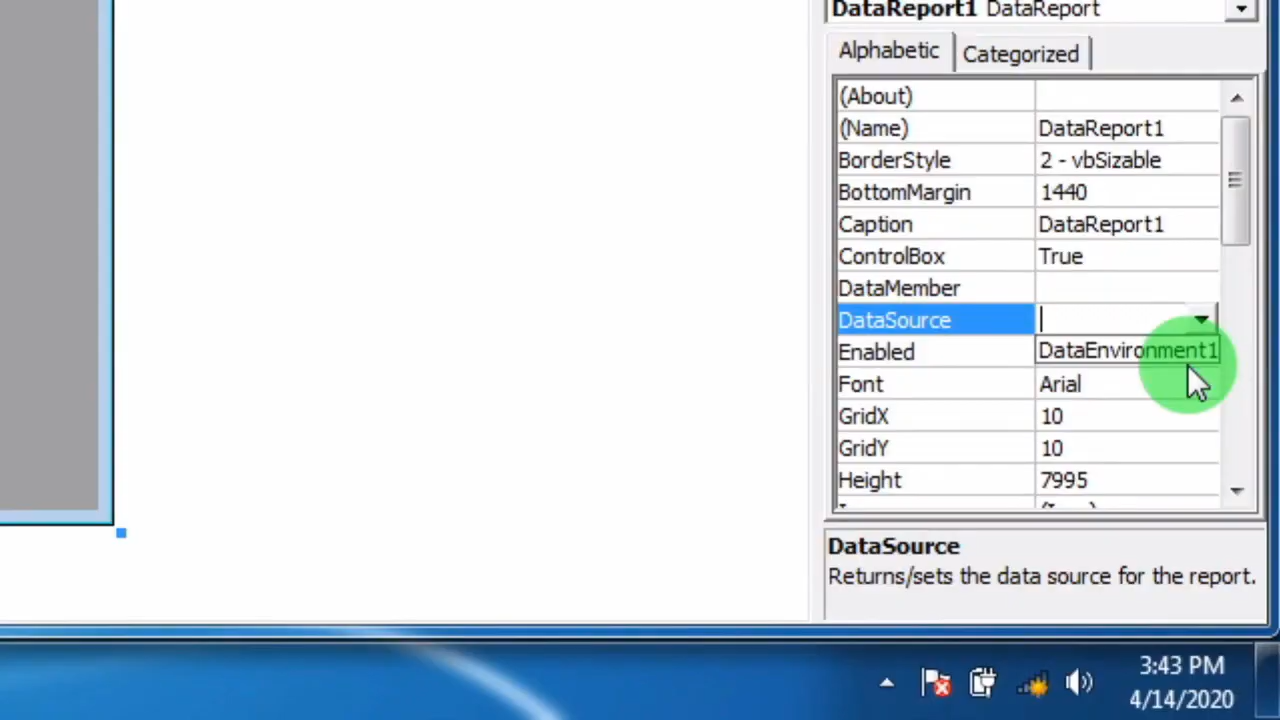 DataReport1 DataReport
Alphabetic Categorized
(About)
(Name) DataReport1
BorderStyle 2 - vbSizable
BottomMargin 1440
Caption DataReport1
ControlBox True
DataMember
DataSource
Enabled DataEnvironment1
Font Arial
GridX 10
GridY 10
Height 7995
DataSource
Returns/sets the data source for the report.
3:43 PM
4/14/2020